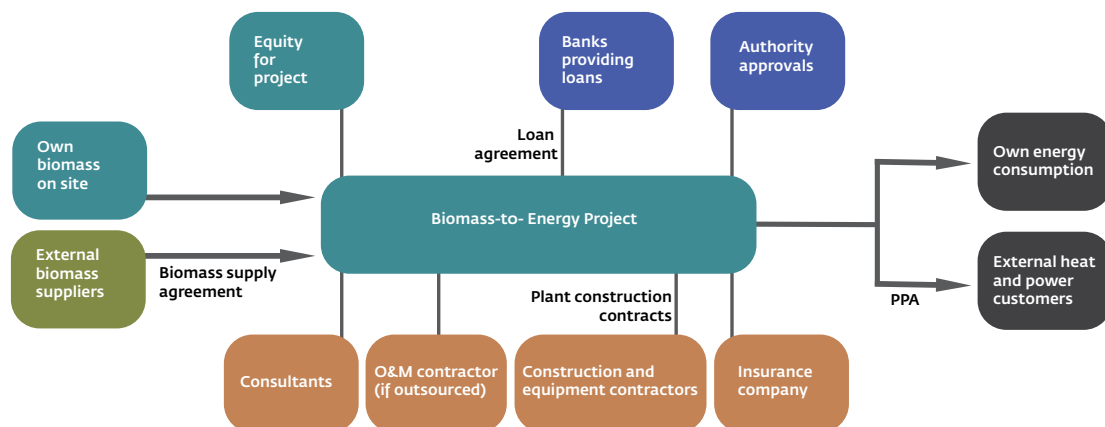 Equity
for
project
Banks
providing
loans
Authority
approvals
Loan
agreement
Own
biomass
on site
Own energy
consumption
Biomass-to- Energy Project
External
biomass
suppliers
Biomass supply
agreement
External heat
and power
customers
PPA
Plant construction
contracts
Consultants
O&M contractor
(if outsourced)
Construction and
equipment contractors
Insurance
company